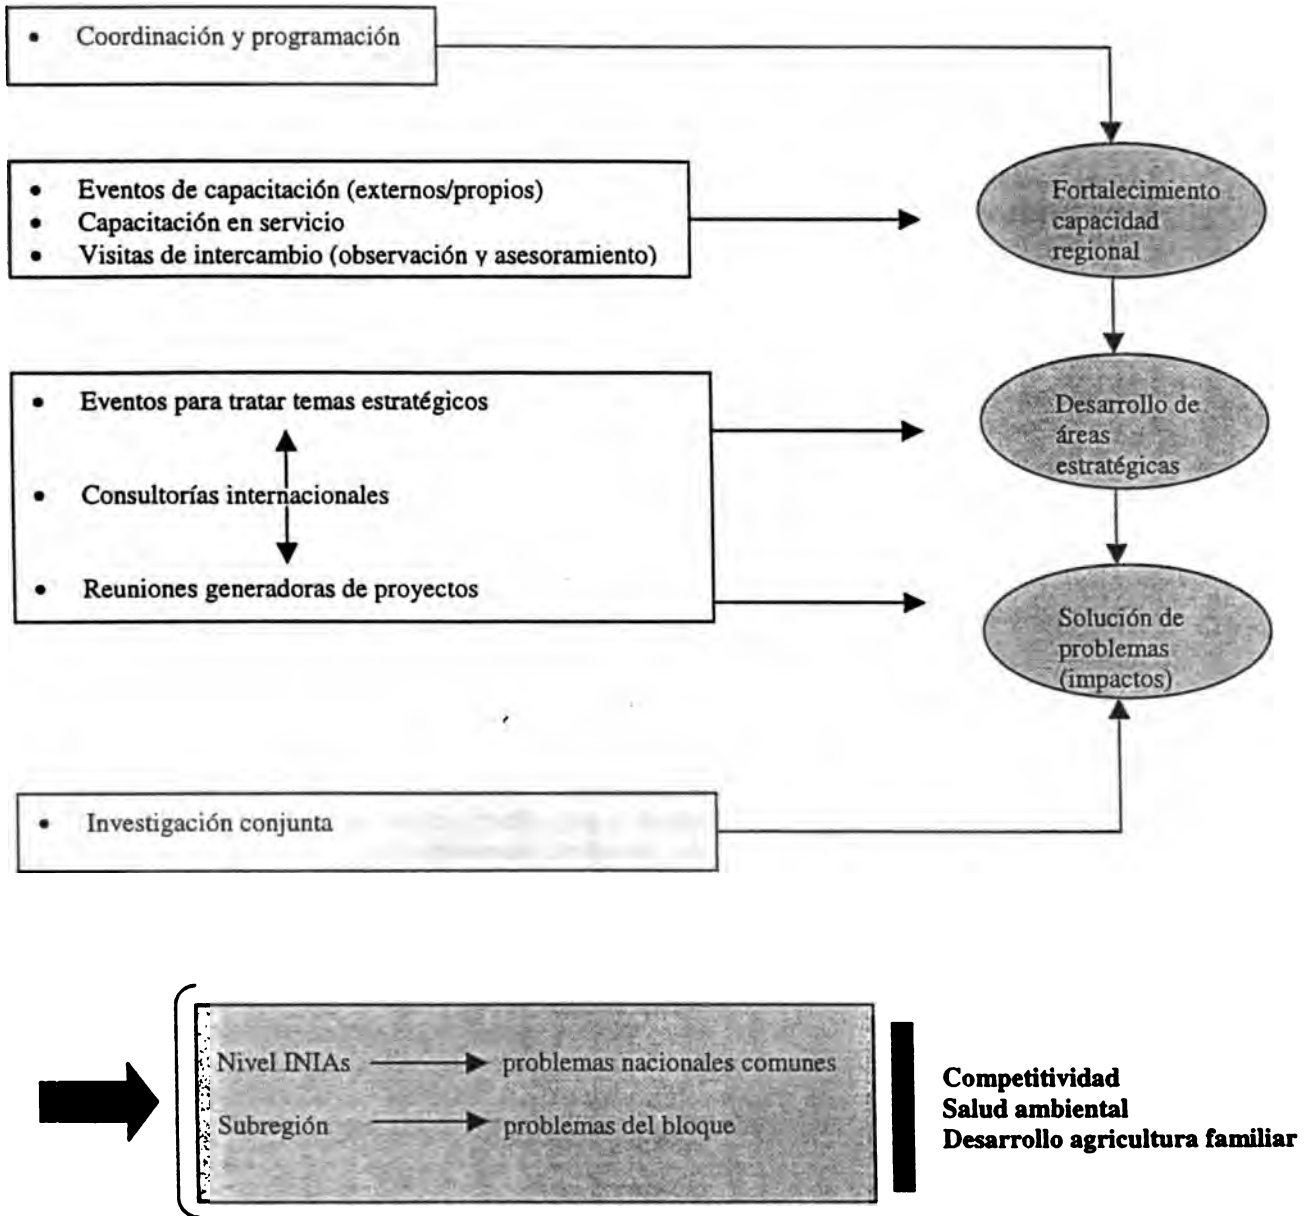 • Coordinación y programación
• Eventos de capacitación (externos/propios)
• Capacitación en servicio
• Visitas de intercambio (observación y asesoramiento)
Fortalecimiento
capacidad
regional
• Eventos para tratar temas estratégicos
• Consultorías internacionales
• Reuniones generadoras de proyectos
Desarrollo de
áreas
estratégicas
Solución de
problemas
(impactos)
• Investigación conjunta
Nivel INIAs problemas nacionales comunes
Subregión problemas del bloque
Competitividad
Salud ambiental
Desarrollo agricultura familiar